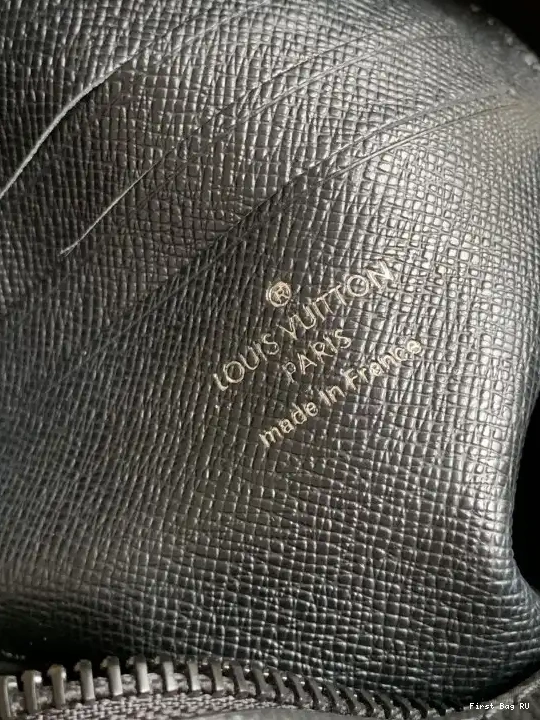 ®
LOUIS VUITTON
PARIS
made in France
First Bag RU